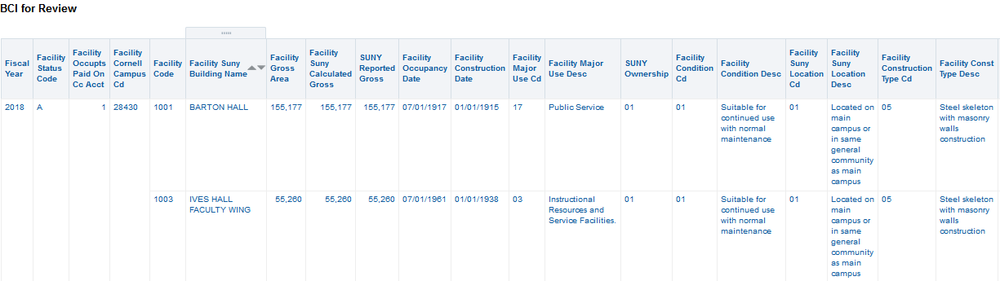 BCI for Review
Fiscal Year
Facility Status Code
Facility Occupts Paid On Cc Acct
Facility Cornell Campus Cd
Facility Code
Facility Suny Building Name
Facility Gross Area
Facility Suny Calculated Gross
SUNY Reported Gross
Facility Occupancy Date
Facility Construction Date
Facility Major Use Cd
Facility Major Use Desc
SUNY Ownership
Facility Condition Cd
Facility Condition Desc
Facility Suny Location Cd
Facility Suny Location Desc
Facility Construction Type Cd
Facility Const Type Desc
2018
A
1
28430
1001
BARTON HALL
155,177
155,177
155,177
07/01/1917
01/01/1915
17
Public Service
01
01
Suitable for
continued use
with normal
maintenance
01
Located on
main
campus or
in same
general
community
as main
campus
05
Steel skeleton
with masonry
walls
construction
1003
IVES HALL
FACULTY WING
55,260
55,260
55,260
07/01/1961
01/01/1938
03
Instructional
Resources and
Service Facilities.
01
01
Suitable for
continued use
with normal
maintenance
01
Located on
main
campus or
in same
general
community
as main
campus
05
Steel skeleton
with masonry
walls
construction